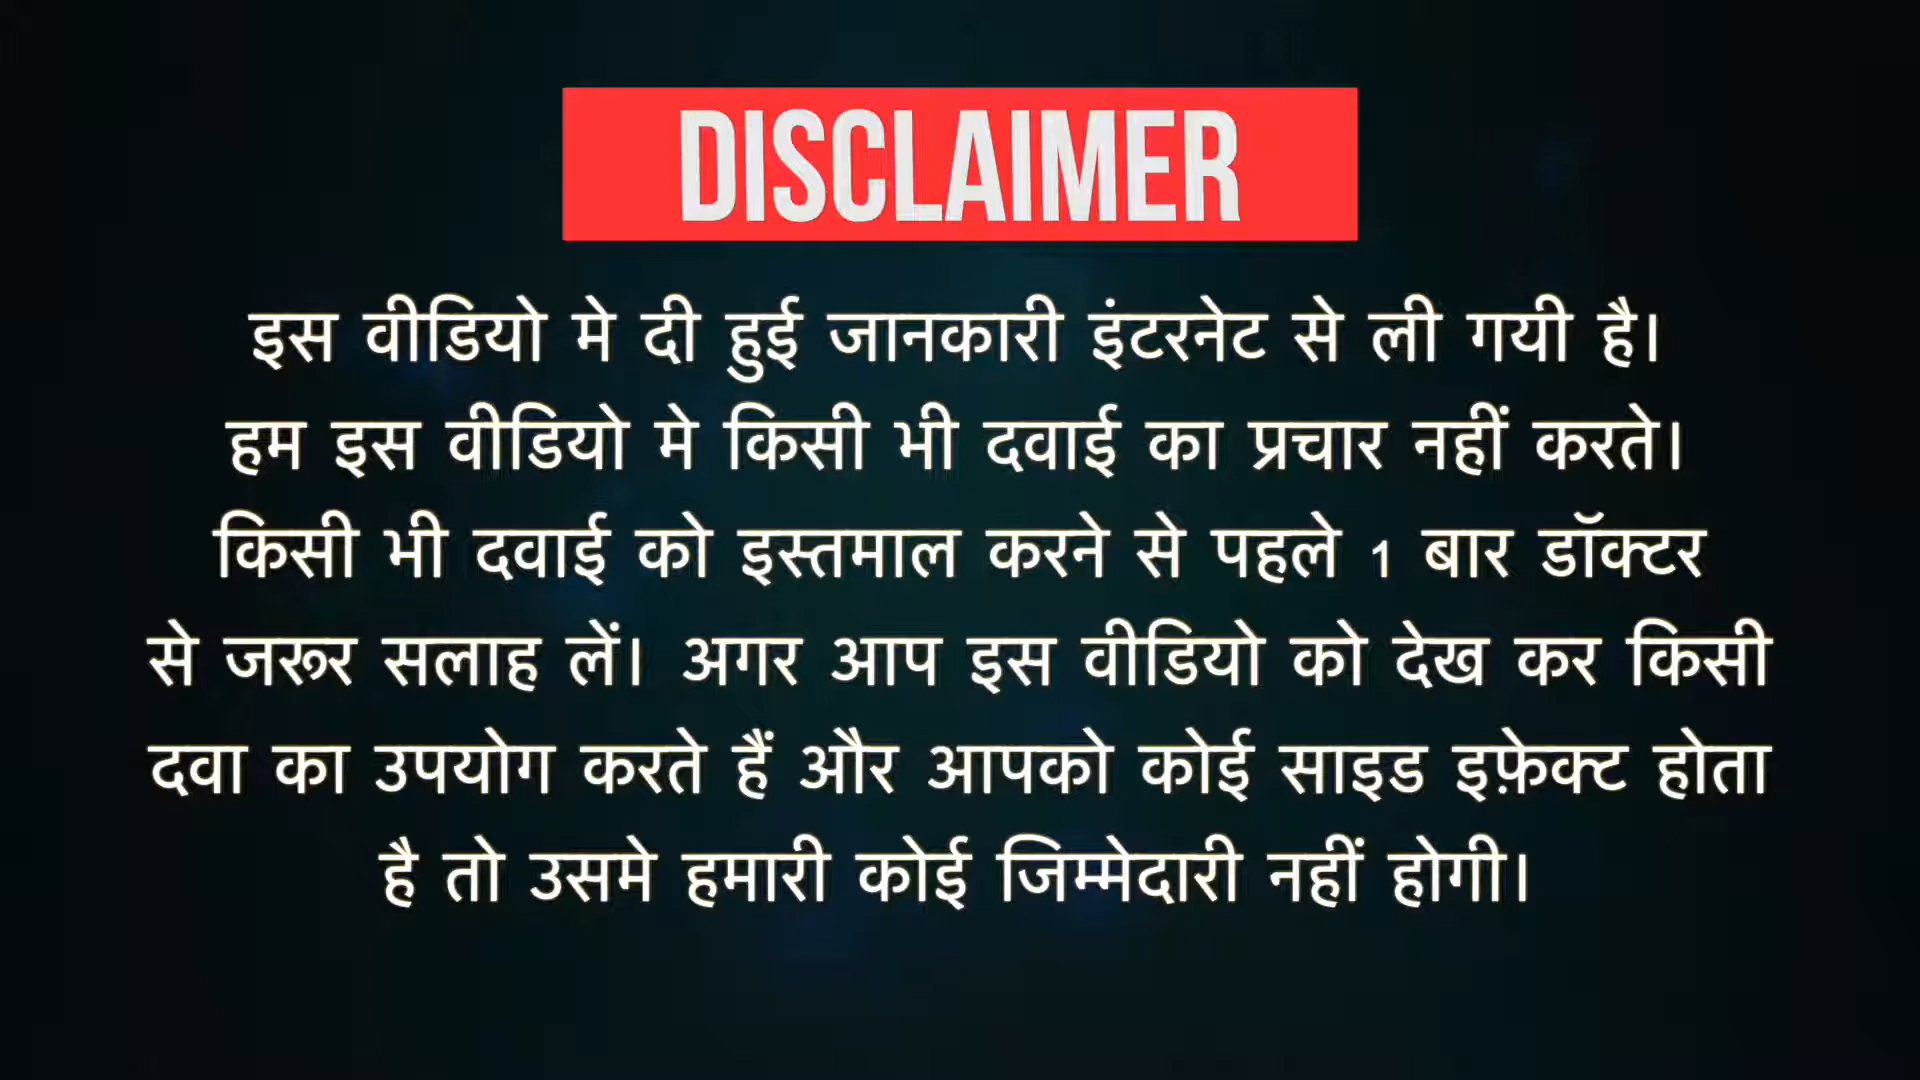 DISCLAIMER
इस वीडियो मे दी हुई जानकारी इंटरनेट से ली गयी है।
हम इस वीडियो मे किसी भी दवाई का प्रचार नहीं करते।
किसी भी दवाई को इस्तमाल करने से पहले 1 बार डॉक्टर
से जरूर सलाह लें। अगर आप इस वीडियो को देख कर किसी
दवा का उपयोग करते हैं और आपको कोई साइड इफ़ेक्ट होता
है तो उसमे हमारी कोई जिम्मेदारी नहीं होगी।